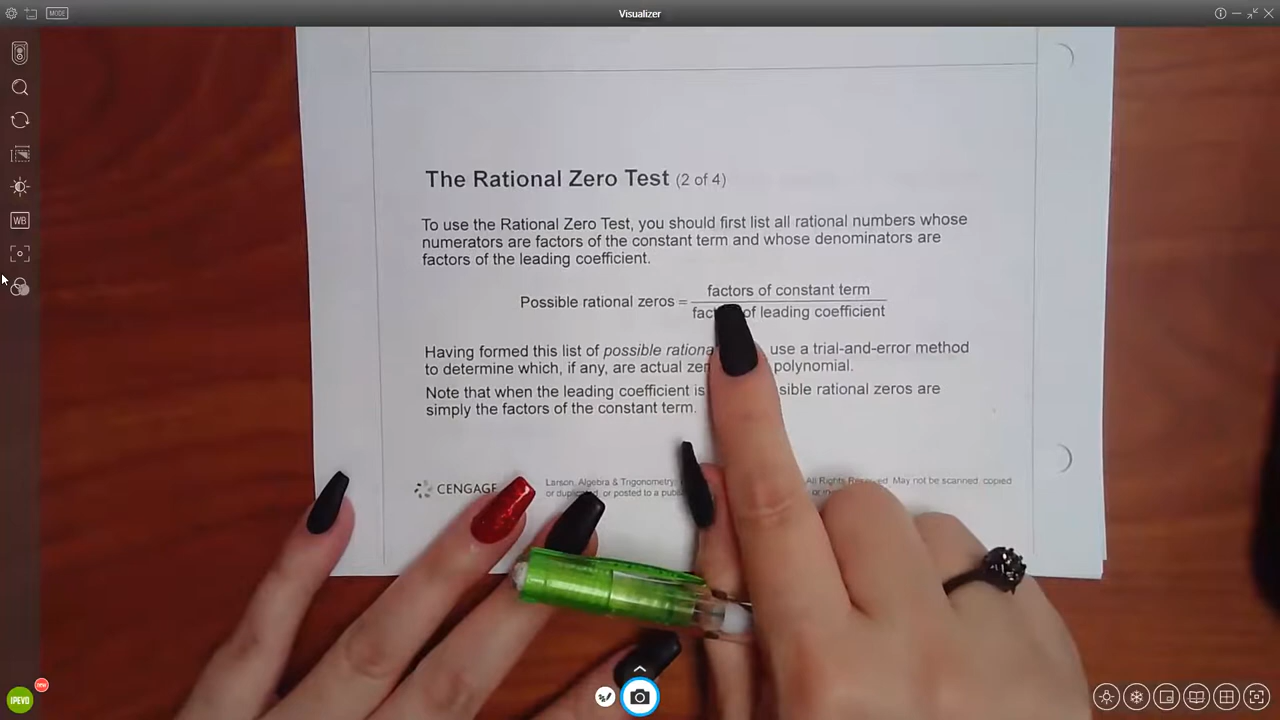 MODE
Visualizer
WB
The Rational Zero Test (2 of 4)
To use the Rational Zero Test, you should first list all rational numbers whose
numerators are factors of the constant term and whose denominators are
factors of the leading coefficient.
factors of constant term
Possible rational zeros =
of leading coefficient
Having formed this list of possible rational use a trial-and-error method
to determine which, if any, are actual polynomial.
Note that when the leading coefficient is rational zeros are
simply the factors of the constant term.
CENGAGE
Larson, Algebra & Trigonometry All Rights Reserved. May not be scanned, copied
or posted to a
IPEVO
new